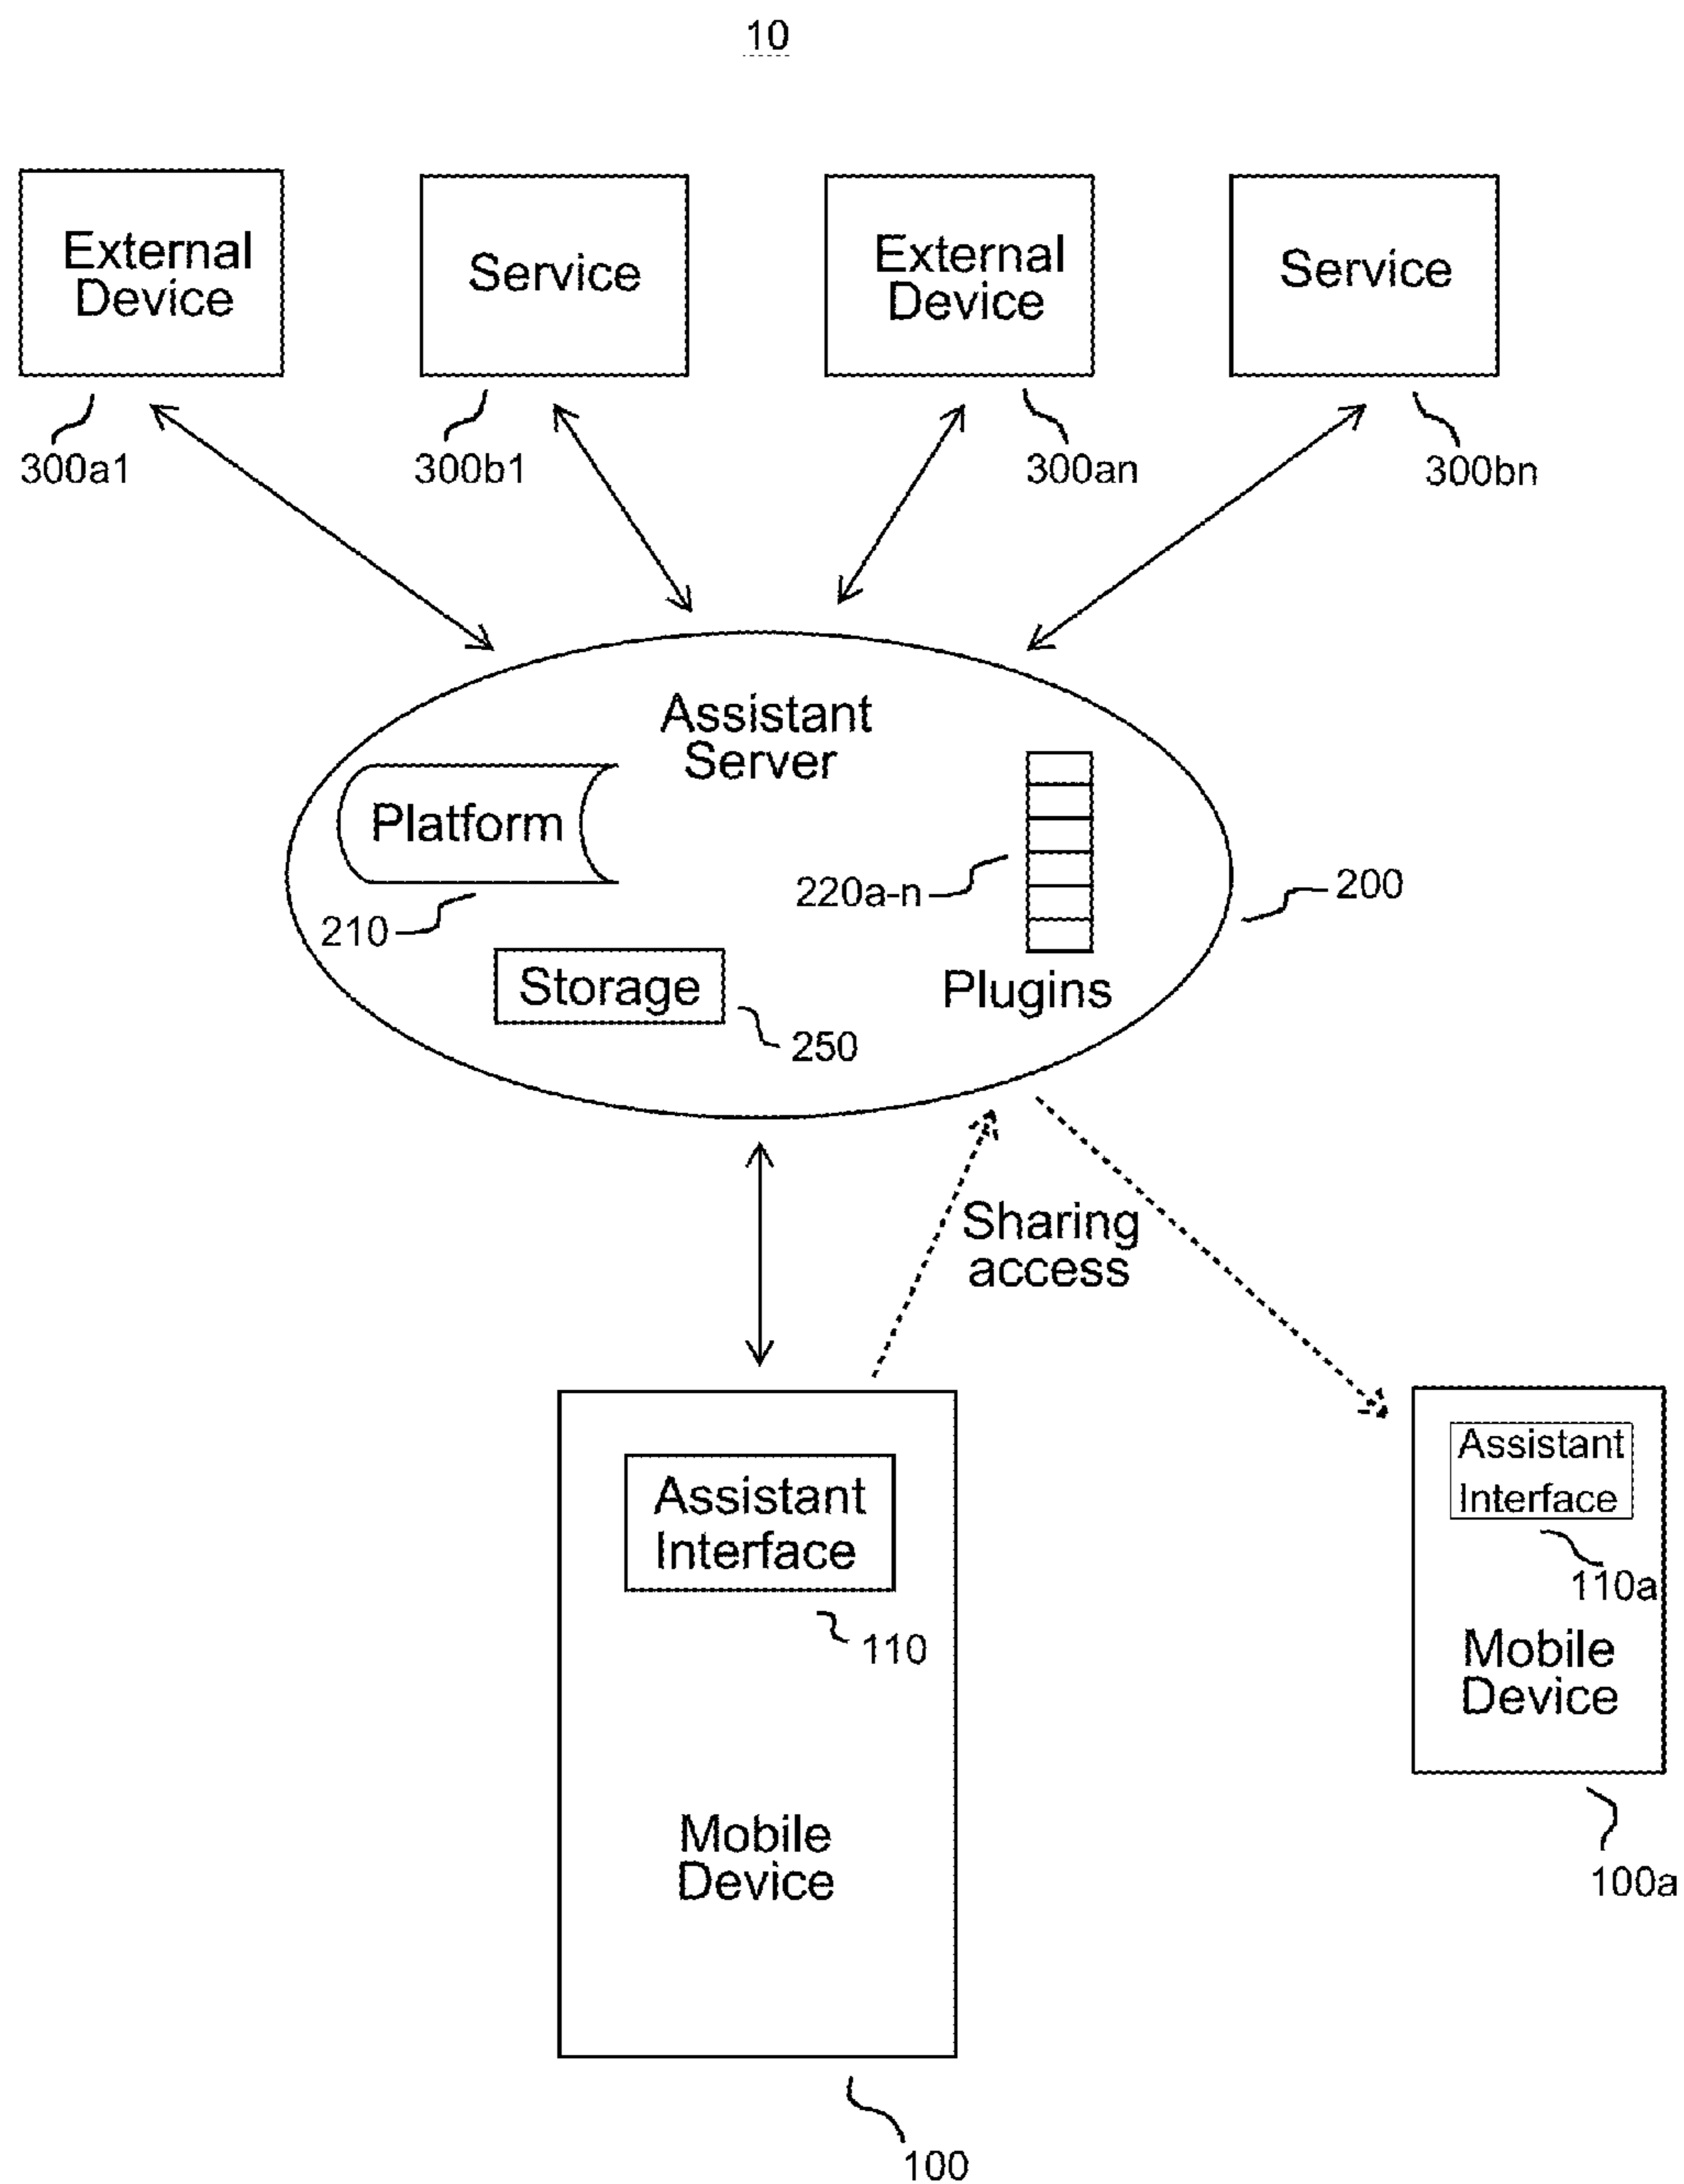 10
External
Device
Service
External
Device
Service
300a1
300b1
300an
300bn
Assistant
Server
Platform
220a-n
200
210
Storage
Plugins
250
Sharing
access
Assistant
Interface
110
Mobile
Device
100
Assistant
Interface
110a
Mobile
Device
100a